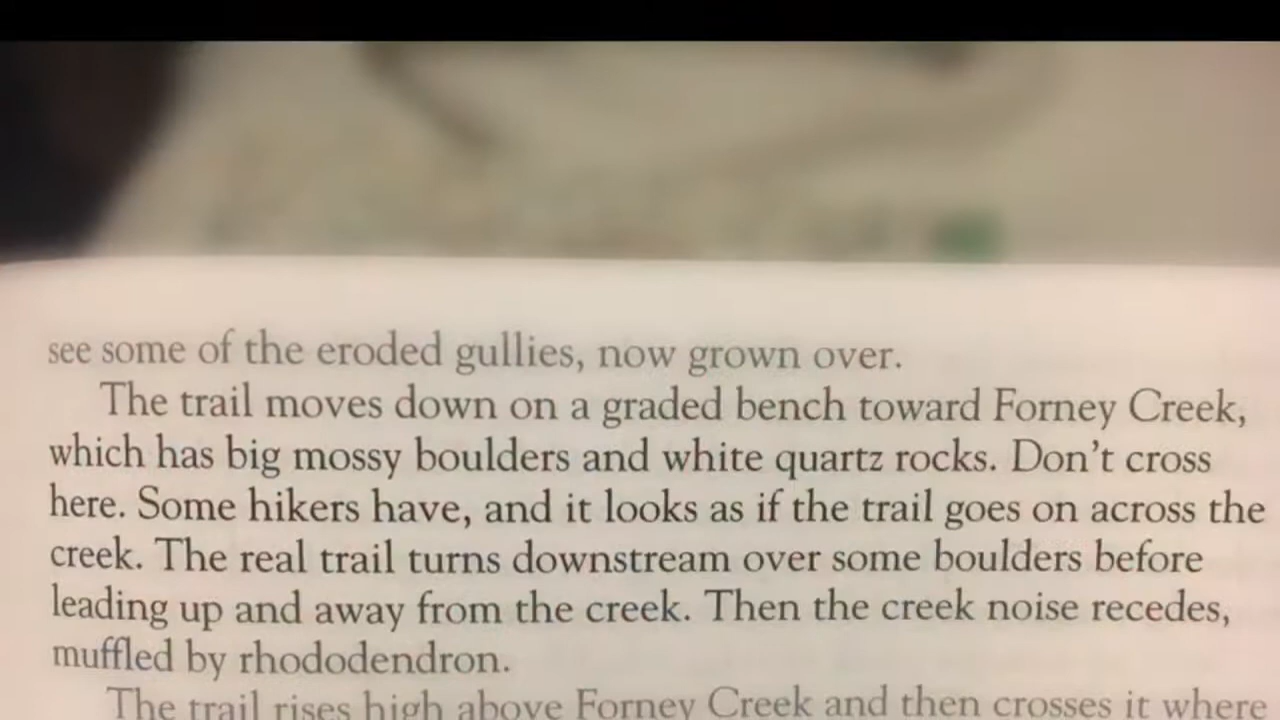 see some of the eroded gullies, now grown over.
The trail moves down on a graded bench toward Forney Creek,
which has big mossy boulders and white quartz rocks. Don't cross
here. Some hikers have, and it looks as if the trail goes on across the
creek. The real trail turns downstream over some boulders before
leading up and away from the creek. Then the creek noise recedes,
muffled by rhododendron.
The trail rises high above Forney Creek and then crosses it where